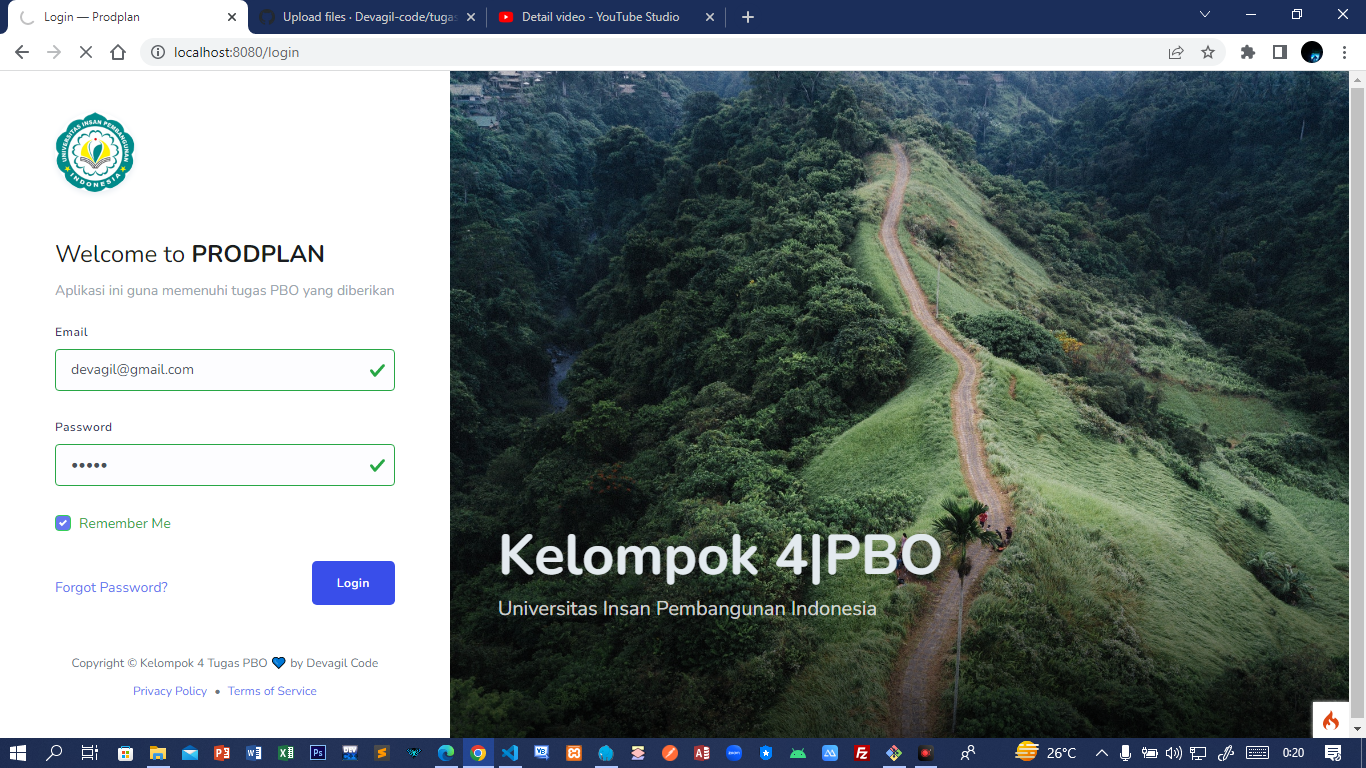 Login — Prodplan
Upload files · Devagil-code/tugas
Detail video - YouTube Studio
localhost:8080/login
UNIVERSITAS INSAN PEMBANGUNAN
INDONESIA
Welcome to PRODPLAN
Aplikasi ini guna memenuhi tugas PBO yang diberikan
Email
devagil@gmail.com
Password
•••••
Remember Me
Forgot Password?
Login
Copyright © Kelompok 4 Tugas PBO 💙 by Devagil Code
Privacy Policy • Terms of Service
Kelompok 4|PBO
Universitas Insan Pembangunan Indonesia
26°C
0:20